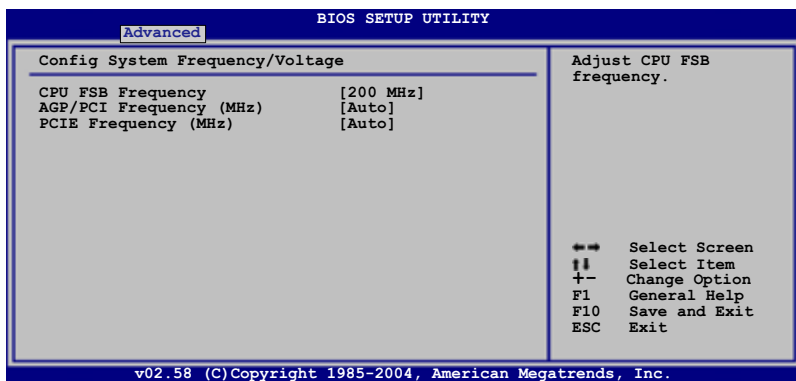 BIOS SETUP UTILITY
Advanced
Config System Frequency/Voltage
CPU FSB Frequency [200 MHz]
AGP/PCI Frequency (MHz) [Auto]
PCIE Frequency (MHz) [Auto]
Adjust CPU FSB
frequency.
←→ Select Screen
↑↓ Select Item
+- Change Option
F1 General Help
F10 Save and Exit
ESC Exit
v02.58 (C)Copyright 1985-2004, American Megatrends, Inc.